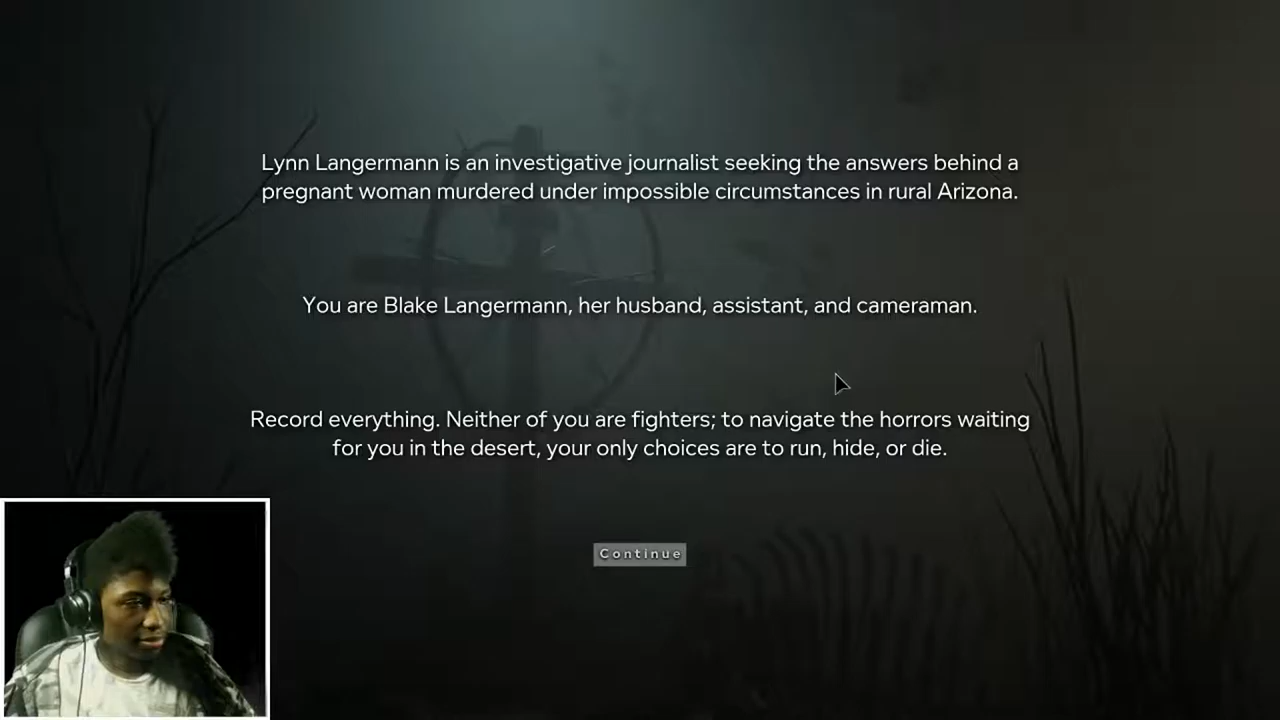 Lynn Langermann is an investigative journalist seeking the answers behind a
pregnant woman murdered under impossible circumstances in rural Arizona.
You are Blake Langermann, her husband, assistant, and cameraman.
Record everything. Neither of you are fighters; to navigate the horrors waiting
for you in the desert, your only choices are to run, hide, or die.
Continue